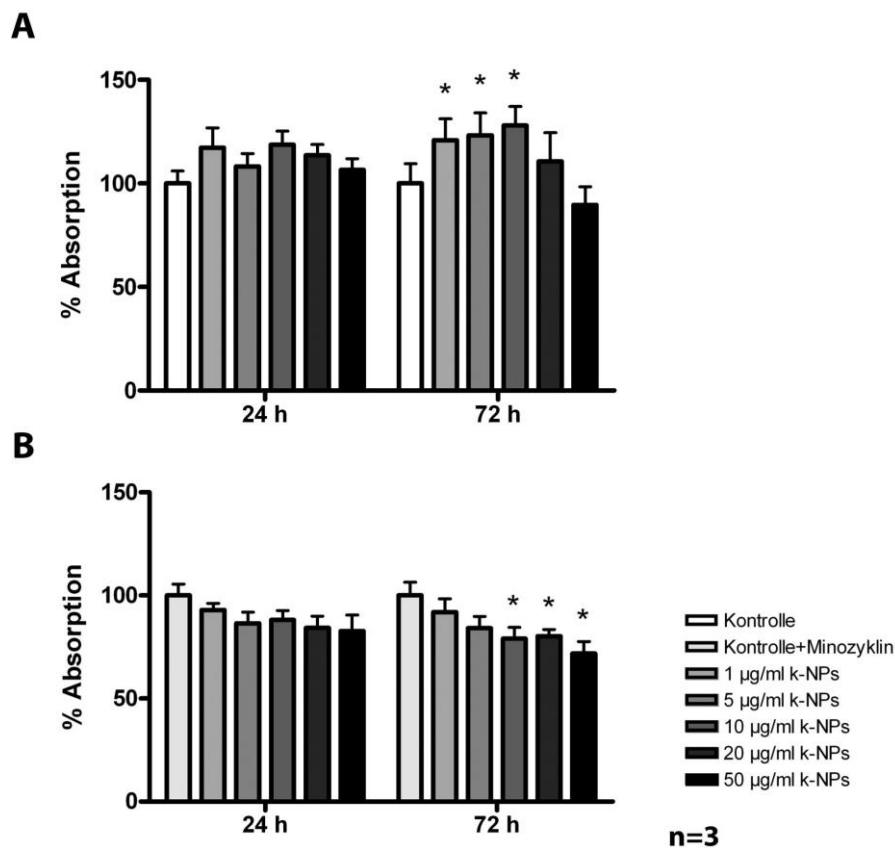 A
% Absorption
150
100
50
0
* * *
24 h 72 h
B
% Absorption
150
100
50
0
* * *
24 h 72 h
Kontrolle
Kontrolle+Minozyklin
1 µg/ml k-NPs
5 µg/ml k-NPs
10 µg/ml k-NPs
20 µg/ml k-NPs
50 µg/ml k-NPs
n=3